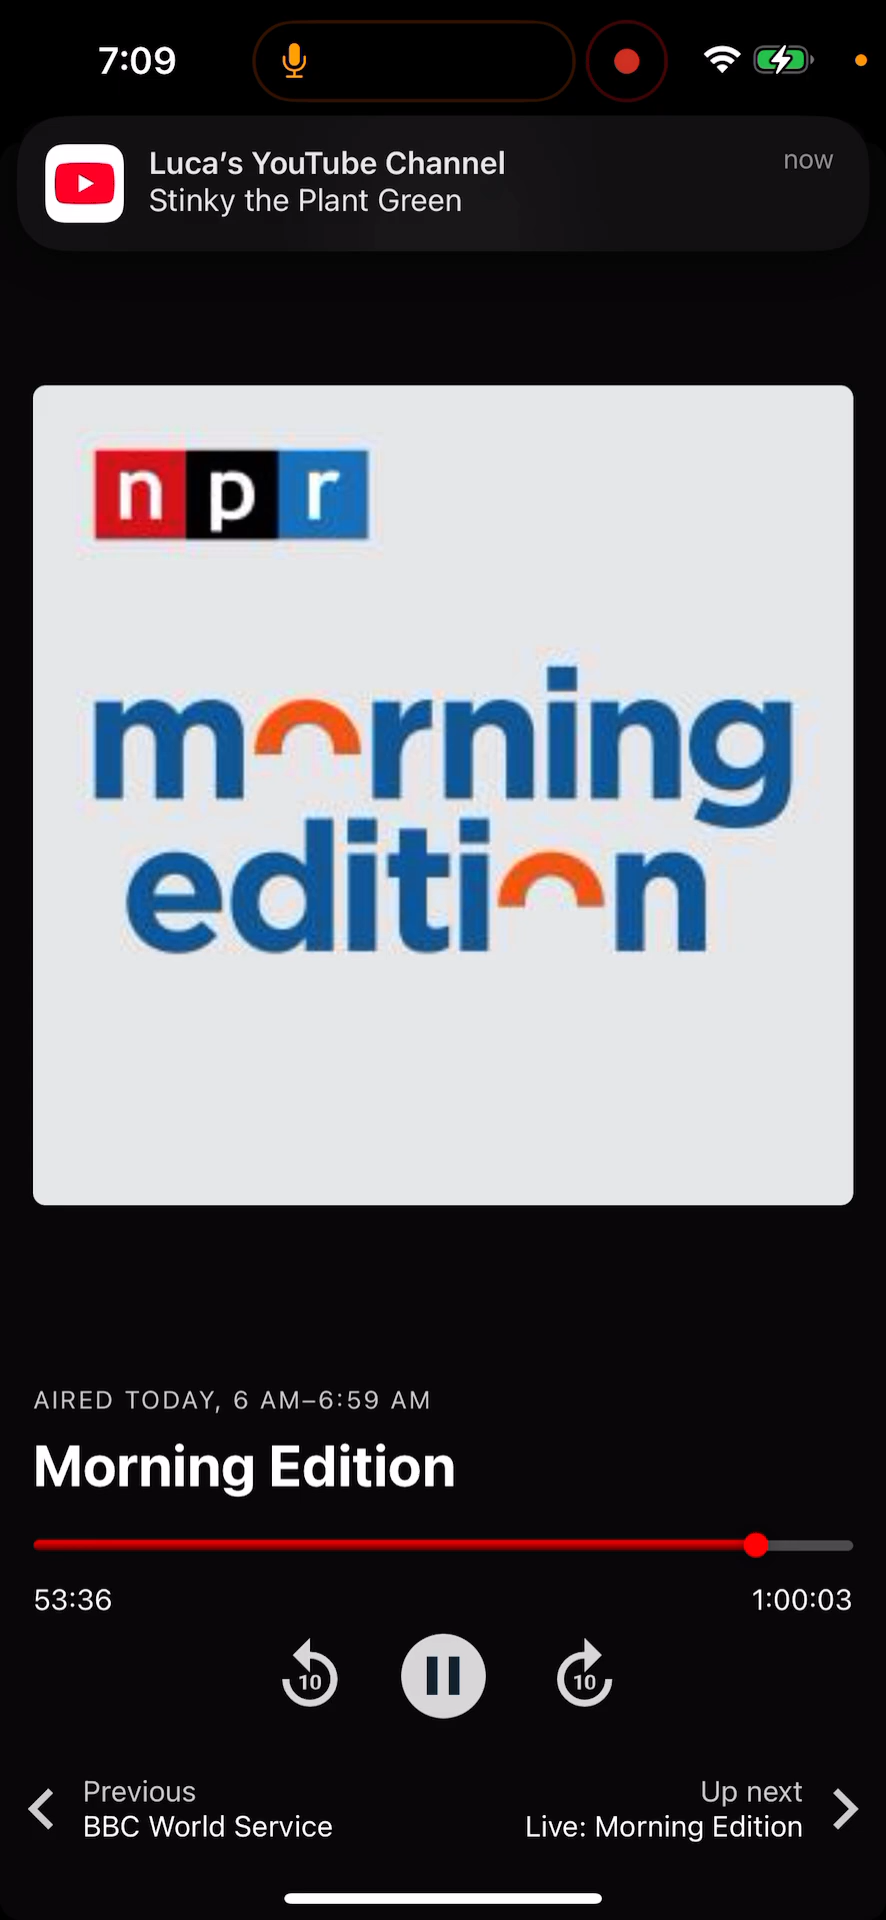 7:09
Luca’s YouTube Channel
now
Stinky the Plant Green
npr
morning
edition
AIRED TODAY, 6 AM–6:59 AM
Morning Edition
53:36
1:00:03
10
10
Previous
BBC World Service
Up next
Live: Morning Edition